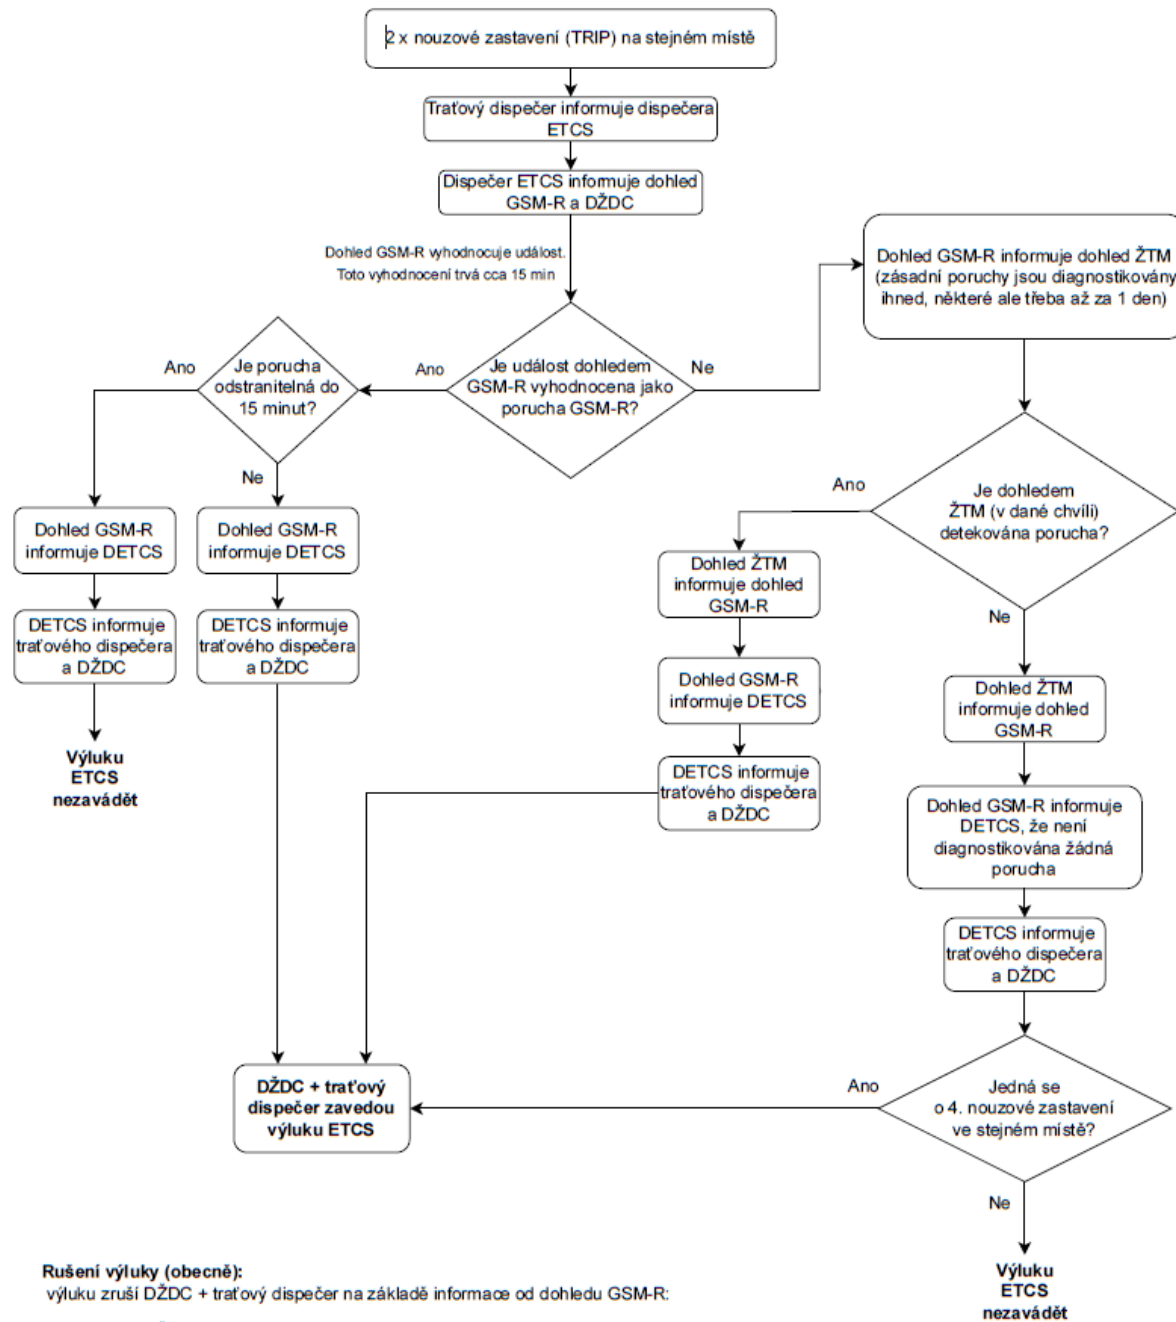 2 x nouzové zastavení (TRIP) na stejném místě
Traťový dispečer informuje dispečera
ETCS
Dispečer ETCS informuje dohled
GSM-R a DŽDC
Dohled GSM-R vyhodnocuje událost.
Toto vyhodnocení trvá cca 15 min
Dohled GSM-R informuje dohled ŽTM
(zásadní poruchy jsou diagnostikovány
ihned, některé ale třeba až za 1 den)
Je událost dohledem
GSM-R vyhodnocena jako
porucha GSM-R?
Ano
Ne
Je porucha
odstranitelná do
15 minut?
Ano
Ne
Dohled GSM-R
informuje DETCS
DETCS informuje
traťového dispečera
a DŽDC
Výluku
ETCS
nezavádět
Dohled GSM-R
informuje DETCS
DETCS informuje
traťového dispečera
a DŽDC
Je dohledem
ŽTM (v dané chvíli)
detekována porucha?
Ano
Ne
Dohled ŽTM
informuje dohled
GSM-R
Dohled GSM-R
informuje DETCS
DETCS informuje
traťového dispečera
a DŽDC
Dohled ŽTM
informuje dohled
GSM-R
Dohled GSM-R informuje
DETCS, že není
diagnostikována žádná
porucha
DETCS informuje
traťového dispečera
a DŽDC
Jedná se
o 4. nouzové zastavení
ve stejném místě?
Ano
Ne
DŽDC + traťový
dispečer zavedou
výluku ETCS
Výluku
ETCS
nezavádět
Rušení výluky (obecně):
výluku zruší DŽDC + traťový dispečer na základě informace od dohledu GSM-R: